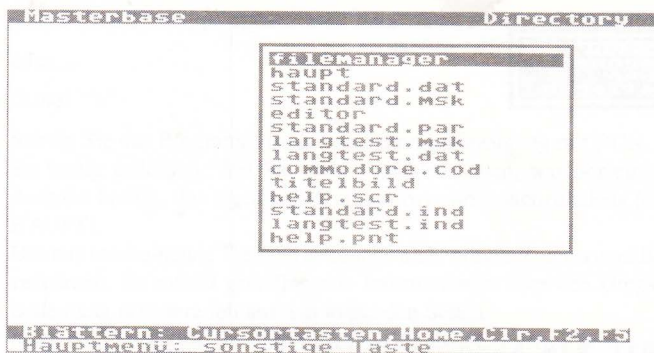 Masterbase Directory
filemanager
haupt
standard.dat
standard.msk
editor
standard.par
langtest.msk
langtest.dat
commodore.cod
titelbild
help.scr
standard.ind
langtest.ind
help.pnt
Blättern: Cursortasten,Home,Clr,F2,F5
Hauptmenü: sonstige Taste